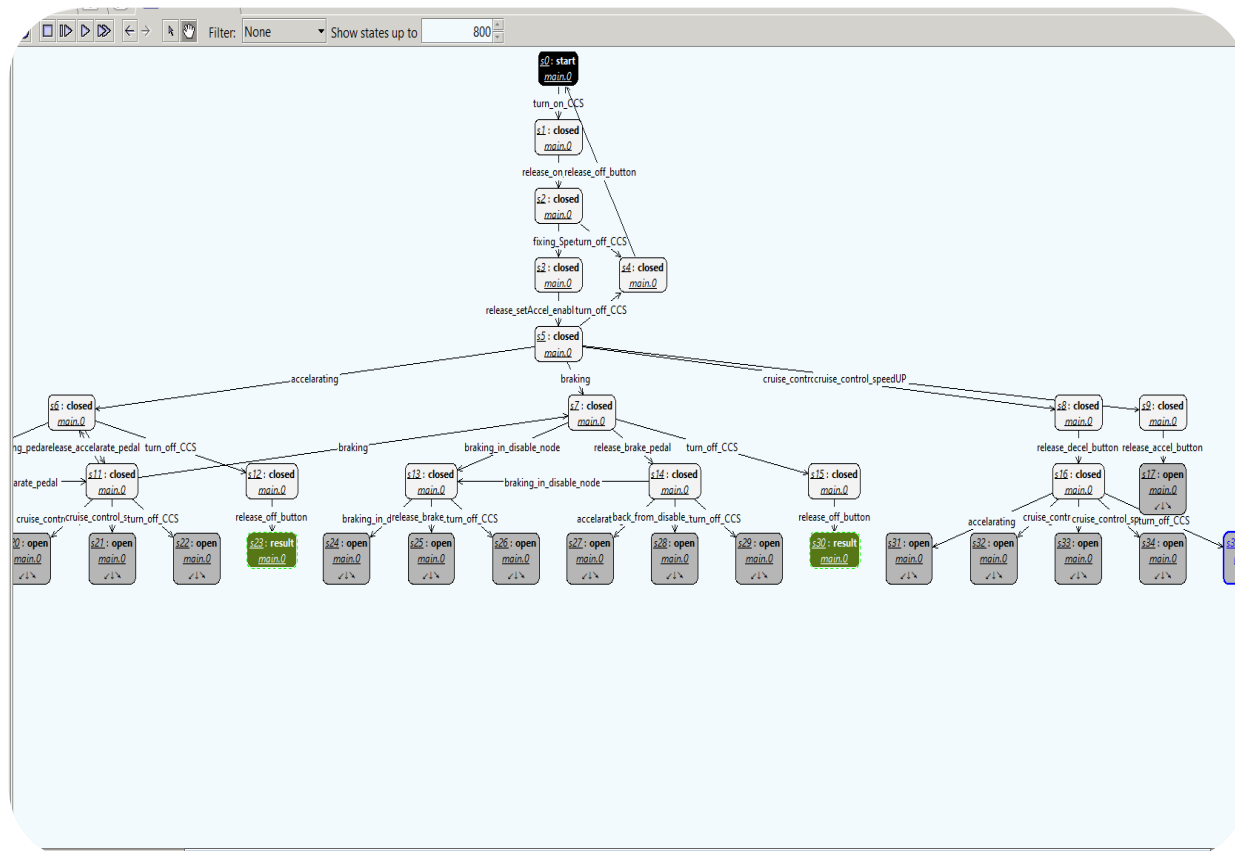 Filter: None Show states up to 800
s0: start
main.0
turn_on_CCS
s1: closed
main.0
release_on release_off_button
s2: closed
main.0
fixing_Spe turn_off_CCS
s3: closed s4: closed
main.0 main.0
release_setAccel_enabl turn_off_CCS
s5: closed
main.0
accelarating braking cruise_contr cruise_control_speedUP
s6: closed s7: closed s8: closed s9: closed
main.0 main.0 main.0 main.0
ng_peda release_accelarate_pedal turn_off_CCS braking braking_in_disable_node release_brake_pedal turn_off_CCS release_decel_button release_accel_button
s11: closed s12: closed s13: closed s14: closed s15: closed s16: closed s17: open
main.0 main.0 main.0 main.0 main.0 main.0 main.0
arate_pedal braking_in_disable_node
cruise_contr cruise_control_s turn_off_CCS release_off_button braking_in_d release_brake turn_off_CCS accelarat back_from_disable turn_off_CCS release_off_button accelarating cruise_contr cruise_control_sp turn_off_CCS
20: open s21: open s22: open s23: result s24: open s25: open s26: open s27: open s28: open s29: open s30: result s31: open s32: open s33: open s34: open s3
main.0 main.0 main.0 main.0 main.0 main.0 main.0 main.0 main.0 main.0 main.0 main.0 main.0 main.0 main.0